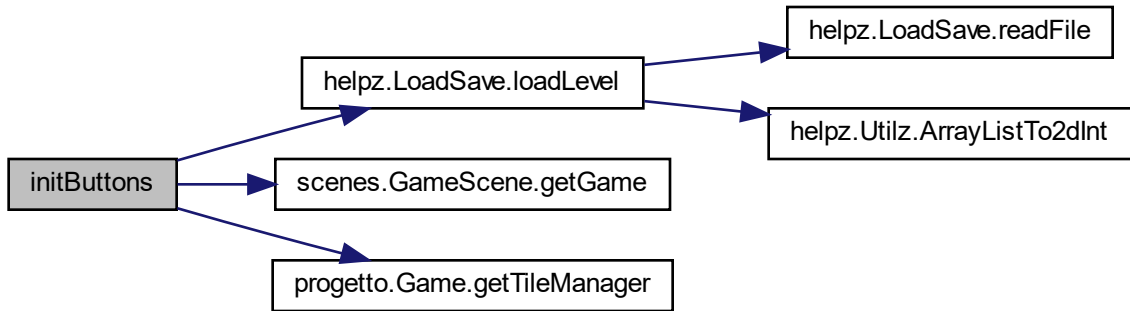 helpz.LoadSave.readFile
helpz.LoadSave.loadLevel
helpz.Utilz.ArrayListTo2dInt
initButtons
scenes.GameScene.getGame
progetto.Game.getTileManager